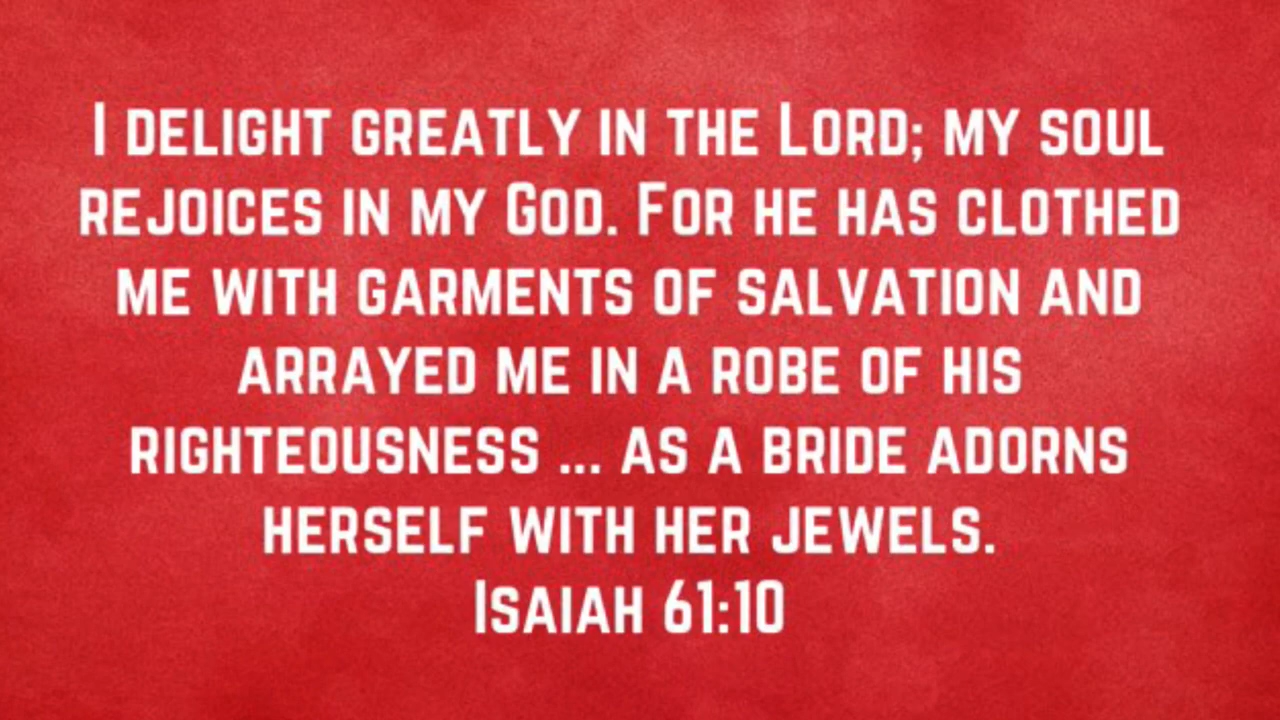 I delight greatly in the Lord; my soul
rejoices in my God. For he has clothed
me with garments of salvation and
arrayed me in a robe of his
righteousness ... as a bride adorns
herself with her jewels.
Isaiah 61:10